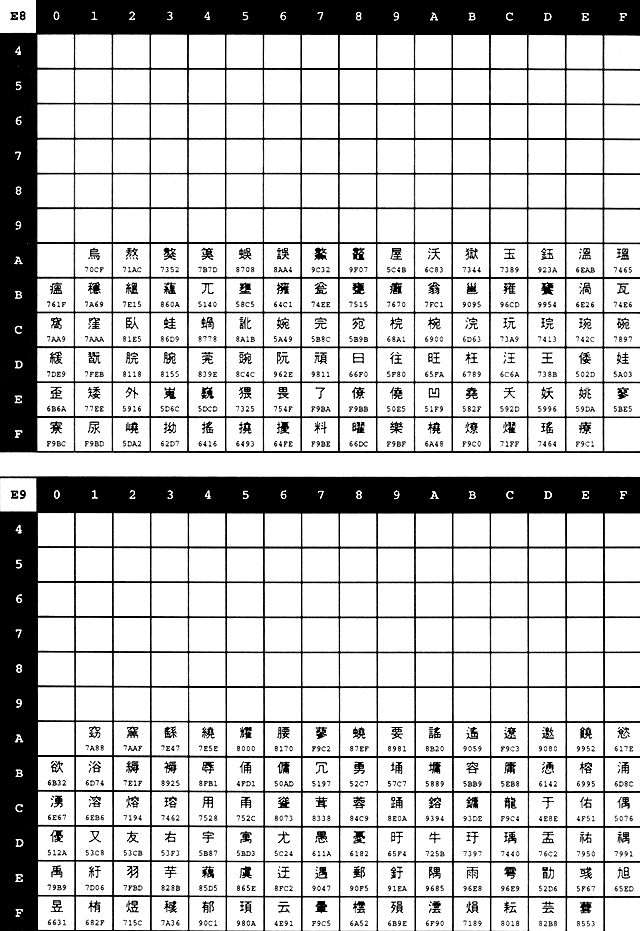 E8 0 1 2 3 4 5 6 7 8 9 A B C D E F
4
5
6
7
8
9
A 烏 熬 獒 筽 蜈 誤 鰲 鼇 屋 沃 獄 玉 鈺 溫 瑥
70CF 71AC 7352 7B7D 8708 8AA4 9C32 9F07 5C4B 6C83 7344 7389 923A 6EAB 7465
B 瘟 穩 縕 蘊 兀 壅 擁 瓮 甕 癰 翁 邕 雍 饔 渦 瓦
761F 7A69 7E15 860A 5140 58C5 64C1 74EE 7515 7670 7FC1 9095 96CD 9954 6E26 74E6
C 窩 窪 臥 蛙 蝸 訛 婉 完 宛 梡 椀 浣 玩 琓 琬 碗
7AA9 7AAA 81E5 86D9 8778 8A1B 5A49 5B8C 5B9B 68A1 6900 6D63 73A9 7413 742C 7897
D 緩 翫 脘 腕 莞 豌 阮 頑 曰 往 旺 枉 汪 王 倭 娃
7DE9 7FEB 8118 8155 839E 8C4C 962E 9811 66F0 5F80 65FA 6789 6C6A 738B 502D 5A03
E 歪 矮 外 嵬 巍 猥 畏 了 僚 僥 凹 堯 夭 妖 姚 寥
6B6A 77EE 5916 5D6C 5DCD 7325 754F F9BA F9BB 50E5 51F9 582F 592D 5996 59DA 5BE5
F 寮 尿 嶢 拗 搖 撓 擾 料 曜 樂 橈 燎 燿 瑤 療
F9BC F9BD 5DA2 62D7 6416 6493 64FE F9BE 66DC F9BF 6A48 F9C0 71FF 7464 F9C1
E9 0 1 2 3 4 5 6 7 8 9 A B C D E F
4
5
6
7
8
9
A 窈 窯 繇 繞 耀 腰 蓼 蟯 要 謠 遙 遼 邀 饒 慾
7A88 7AAF 7E47 7E5E 8000 8170 F9C2 87EF 8981 8B20 9059 F9C3 9080 9952 617E
B 欲 浴 縟 褥 辱 俑 傭 冗 勇 埇 墉 容 庸 慂 榕 涌
6B32 6D74 7E1F 8925 8FB1 4FD1 50AD 5197 52C7 57C7 5889 5BB9 5EB8 6142 6995 6D8C
C 湧 溶 熔 瑢 用 甬 聳 茸 蓉 踊 鎔 鏞 龍 于 佑 偶
6E67 6EB6 7194 7462 7528 752C 8073 8338 84C9 8E0A 9394 93DE F9C4 4E8E 4F51 5076
D 優 又 友 右 宇 寓 尤 愚 憂 旴 牛 玗 瑀 盂 祐 禑
512A 53C8 53CB 53F3 5B87 5BD3 5C24 611A 6182 65F4 725B 7397 7440 76C2 7950 7991
E 禹 紆 羽 芋 藕 虞 迂 遇 郵 釪 隅 雨 雩 勖 彧 旭
79B9 7D06 7FBD 828B 85D5 865E 8FC2 9047 90F5 91EA 9685 96E8 96E9 52D6 5F67 65ED
F 昱 栯 煜 稶 郁 頊 云 暈 橒 殞 澐 熉 耘 芸 蕓
6631 682F 715C 7A36 90C1 980A 4E91 F9C5 6A52 6B9E 6F90 7189 8018 82B8 8553